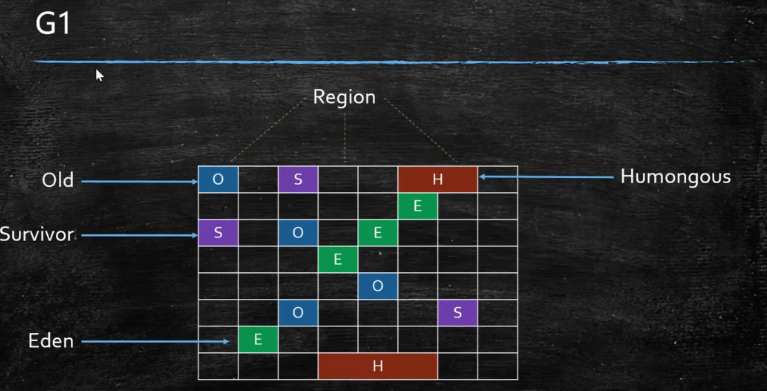 G1
Region
Old O S H Humongous
E
Survivor S O E
E
O
O S
Eden E
H